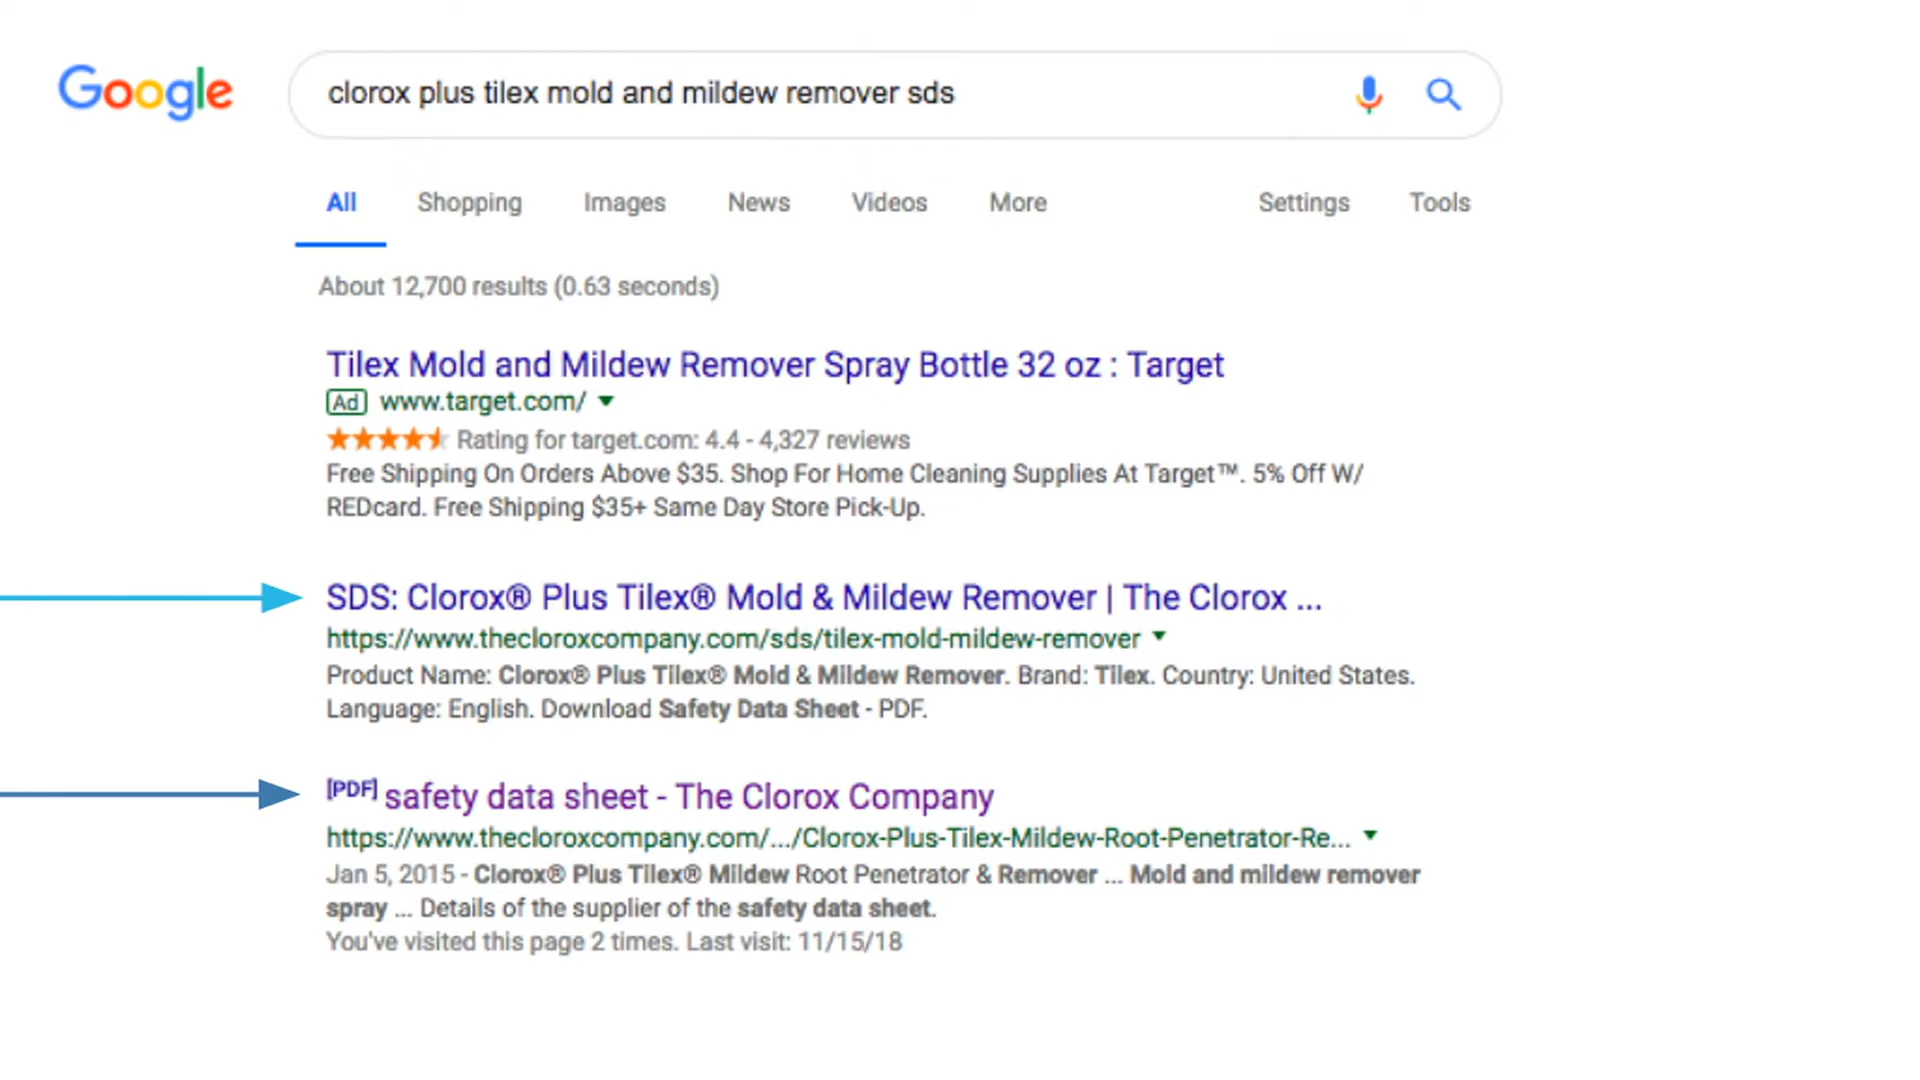 Google
clorox plus tilex mold and mildew remover sds
All Shopping Images News Videos More Settings Tools
About 12,700 results (0.63 seconds)
Tilex Mold and Mildew Remover Spray Bottle 32 oz : Target
Ad www.target.com/
Rating for target.com: 4.4 - 4,327 reviews
Free Shipping On Orders Above $35. Shop For Home Cleaning Supplies At Target™. 5% Off W/
REDcard. Free Shipping $35+ Same Day Store Pick-Up.
SDS: Clorox® Plus Tilex® Mold & Mildew Remover | The Clorox ...
https://www.thecloroxcompany.com/sds/tilex-mold-mildew-remover
Product Name: Clorox® Plus Tilex® Mold & Mildew Remover. Brand: Tilex. Country: United States.
Language: English. Download Safety Data Sheet - PDF.
[PDF] safety data sheet - The Clorox Company
https://www.thecloroxcompany.com/.../Clorox-Plus-Tilex-Mildew-Root-Penetrator-Re...
Jan 5, 2015 - Clorox® Plus Tilex® Mildew Root Penetrator & Remover ... Mold and mildew remover
spray ... Details of the supplier of the safety data sheet.
You've visited this page 2 times. Last visit: 11/15/18